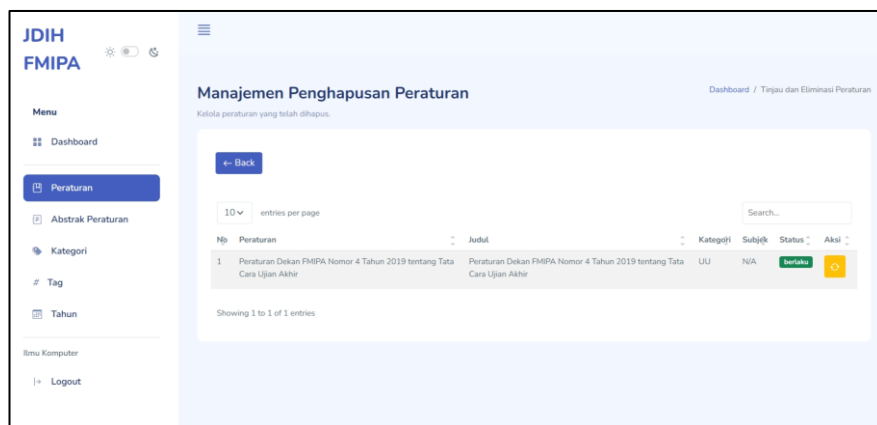 JDIH
FMIPA
Menu
Dashboard
Peraturan
Abstrak Peraturan
Kategori
# Tag
Tahun
Ilmu Komputer
Logout
Manajemen Penghapusan Peraturan
Kelola peraturan yang telah dihapus.
Dashboard / Tinjau dan Eliminasi Peraturan
← Back
10 entries per page
Search...
No Peraturan Judul Kategori Subjek Status Aksi
1 Peraturan Dekan FMIPA Nomor 4 Tahun 2019 tentang Tata Peraturan Dekan FMIPA Nomor 4 Tahun 2019 tentang Tata UU N/A berlaku
Cara Ujian Akhir Cara Ujian Akhir
Showing 1 to 1 of 1 entries